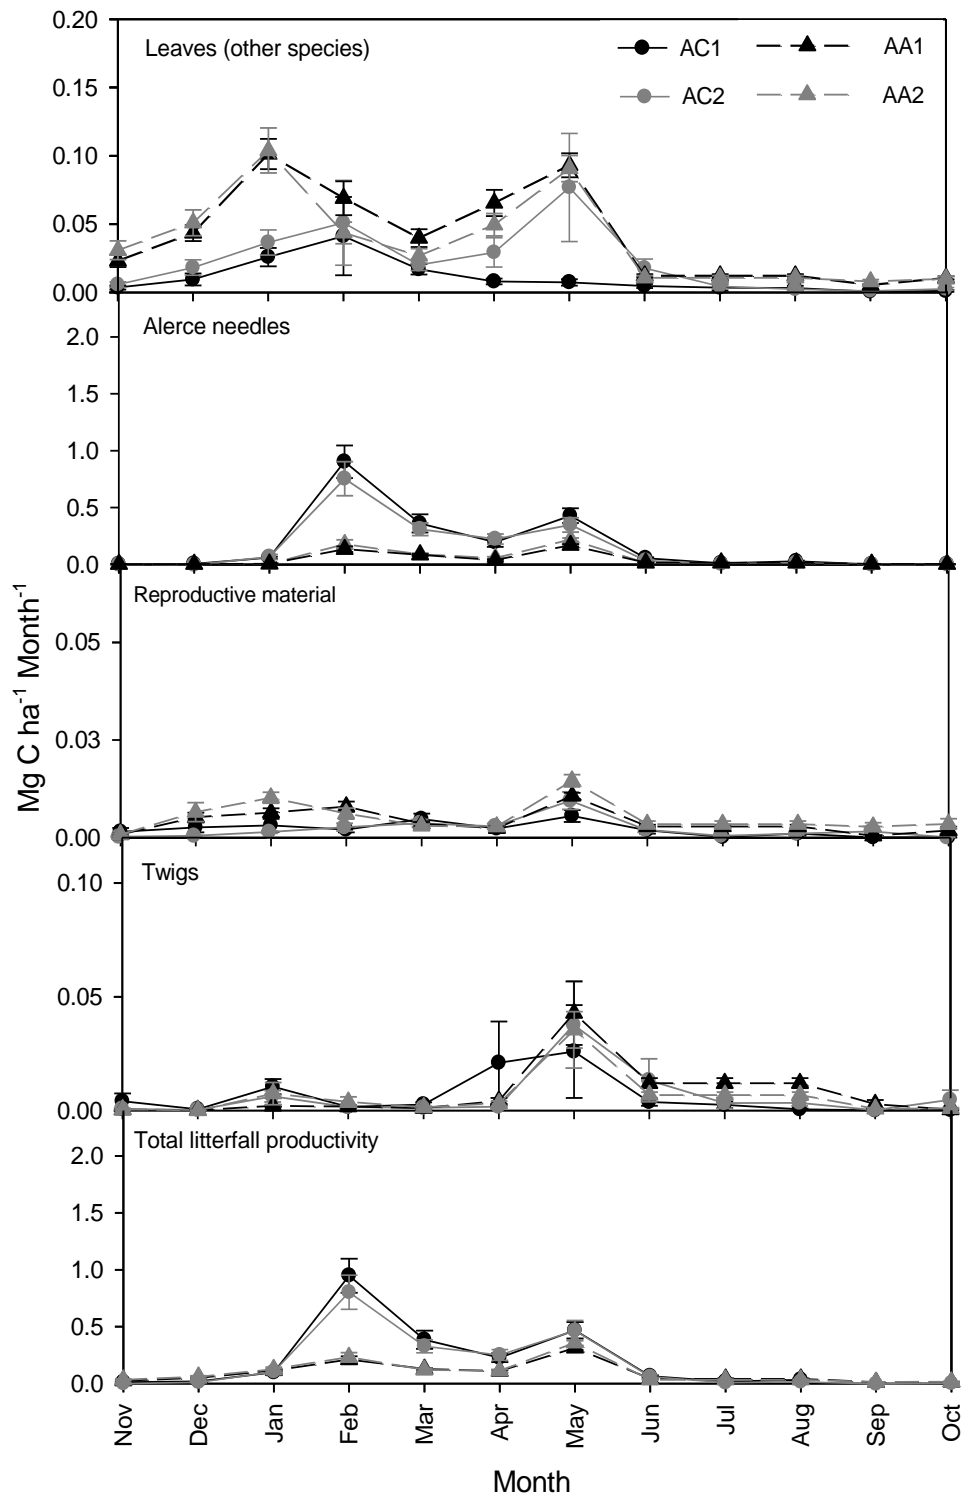 0.20
Leaves (other species)
AC1
AA1
AC2
AA2
0.15
0.10
0.05
0.00
Alerce needles
2.0
1.5
1.0
0.5
0.0
Reproductive material
0.05
0.03
0.00
Mg C ha-1 Month-1
Twigs
0.10
0.05
0.00
Total litterfall productivity
2.0
1.5
1.0
0.5
0.0
Nov Dec Jan Feb Mar Apr May Jun Jul Aug Sep Oct
Month